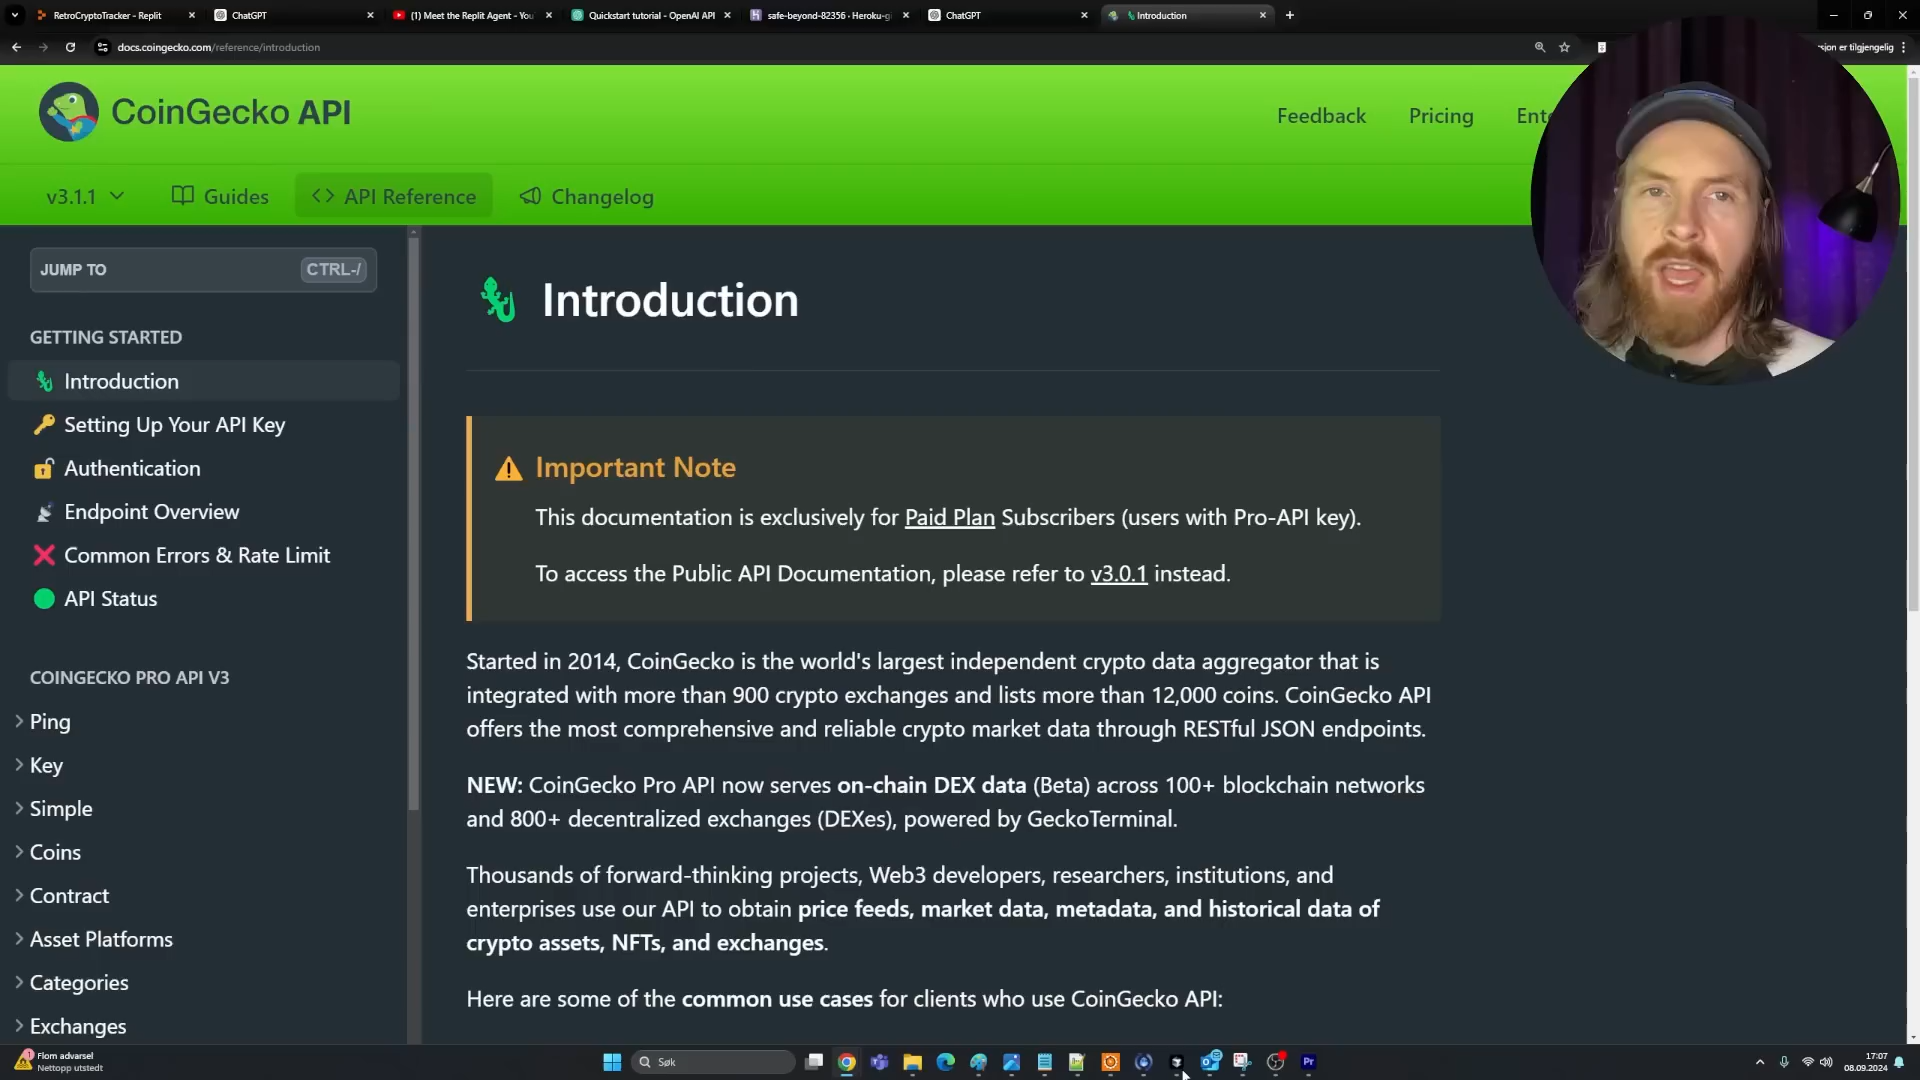 RetroCryptoTracker - Replit
ChatGPT
(1) Meet the Replit Agent - You
Quickstart tutorial - OpenAI API
safe-beyond-82356 · Heroku-gi
ChatGPT
Introduction
docs.coingecko.com/reference/introduction
sjon er tilgjengelig
CoinGecko API
Feedback
Pricing
Ente
v3.1.1
Guides
<> API Reference
Changelog
JUMP TO
CTRL-/
GETTING STARTED
Introduction
Setting Up Your API Key
Authentication
Endpoint Overview
Common Errors & Rate Limit
API Status
COINGECKO PRO API V3
Ping
Key
Simple
Coins
Contract
Asset Platforms
Categories
Exchanges
Introduction
Important Note
This documentation is exclusively for Paid Plan Subscribers (users with Pro-API key).
To access the Public API Documentation, please refer to v3.0.1 instead.
Started in 2014, CoinGecko is the world's largest independent crypto data aggregator that is
integrated with more than 900 crypto exchanges and lists more than 12,000 coins. CoinGecko API
offers the most comprehensive and reliable crypto market data through RESTful JSON endpoints.
NEW: CoinGecko Pro API now serves on-chain DEX data (Beta) across 100+ blockchain networks
and 800+ decentralized exchanges (DEXes), powered by GeckoTerminal.
Thousands of forward-thinking projects, Web3 developers, researchers, institutions, and
enterprises use our API to obtain price feeds, market data, metadata, and historical data of
crypto assets, NFTs, and exchanges.
Here are some of the common use cases for clients who use CoinGecko API:
Flom advarsel
Nettopp utstedt
Søk
Pr
17:07
08.09.2024